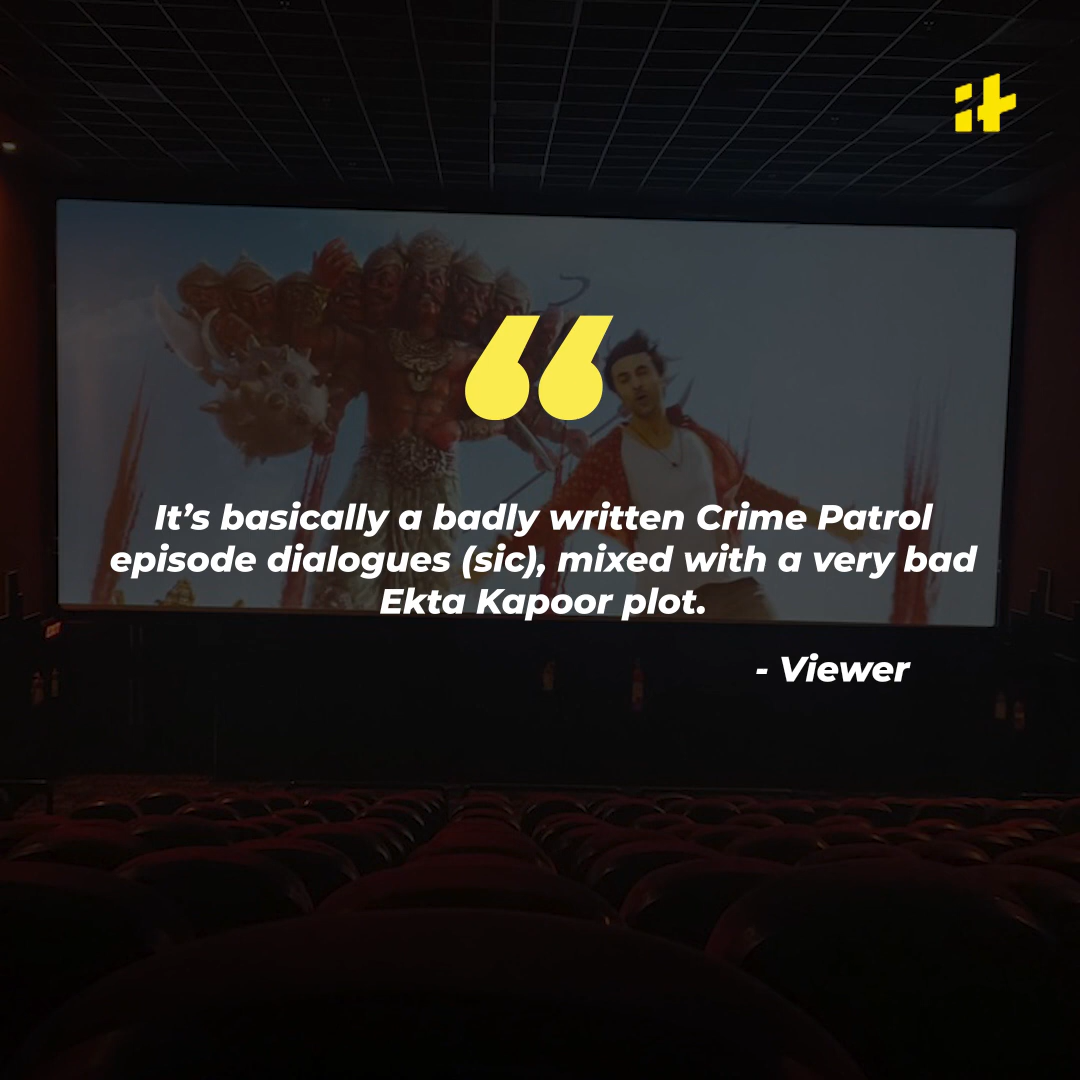 It’s basically a badly written Crime Patrol
episode dialogues (sic), mixed with a very bad
Ekta Kapoor plot.
- Viewer